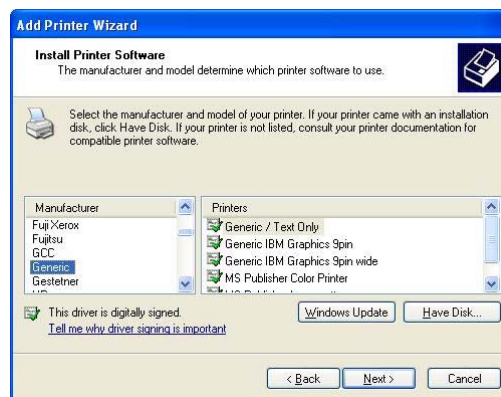 Add Printer Wizard
Install Printer Software
The manufacturer and model determine which printer software to use.
Select the manufacturer and model of your printer. If your printer came with an installation
disk, click Have Disk. If your printer is not listed, consult your printer documentation for
compatible printer software.
Manufacturer
Fuji Xerox
Fujitsu
GCC
Generic
Gestetner
Printers
Generic / Text Only
Generic IBM Graphics 9pin
Generic IBM Graphics 9pin wide
MS Publisher Color Printer
This driver is digitally signed.
Tell me why driver signing is important
Windows Update
Have Disk...
< Back
Next >
Cancel